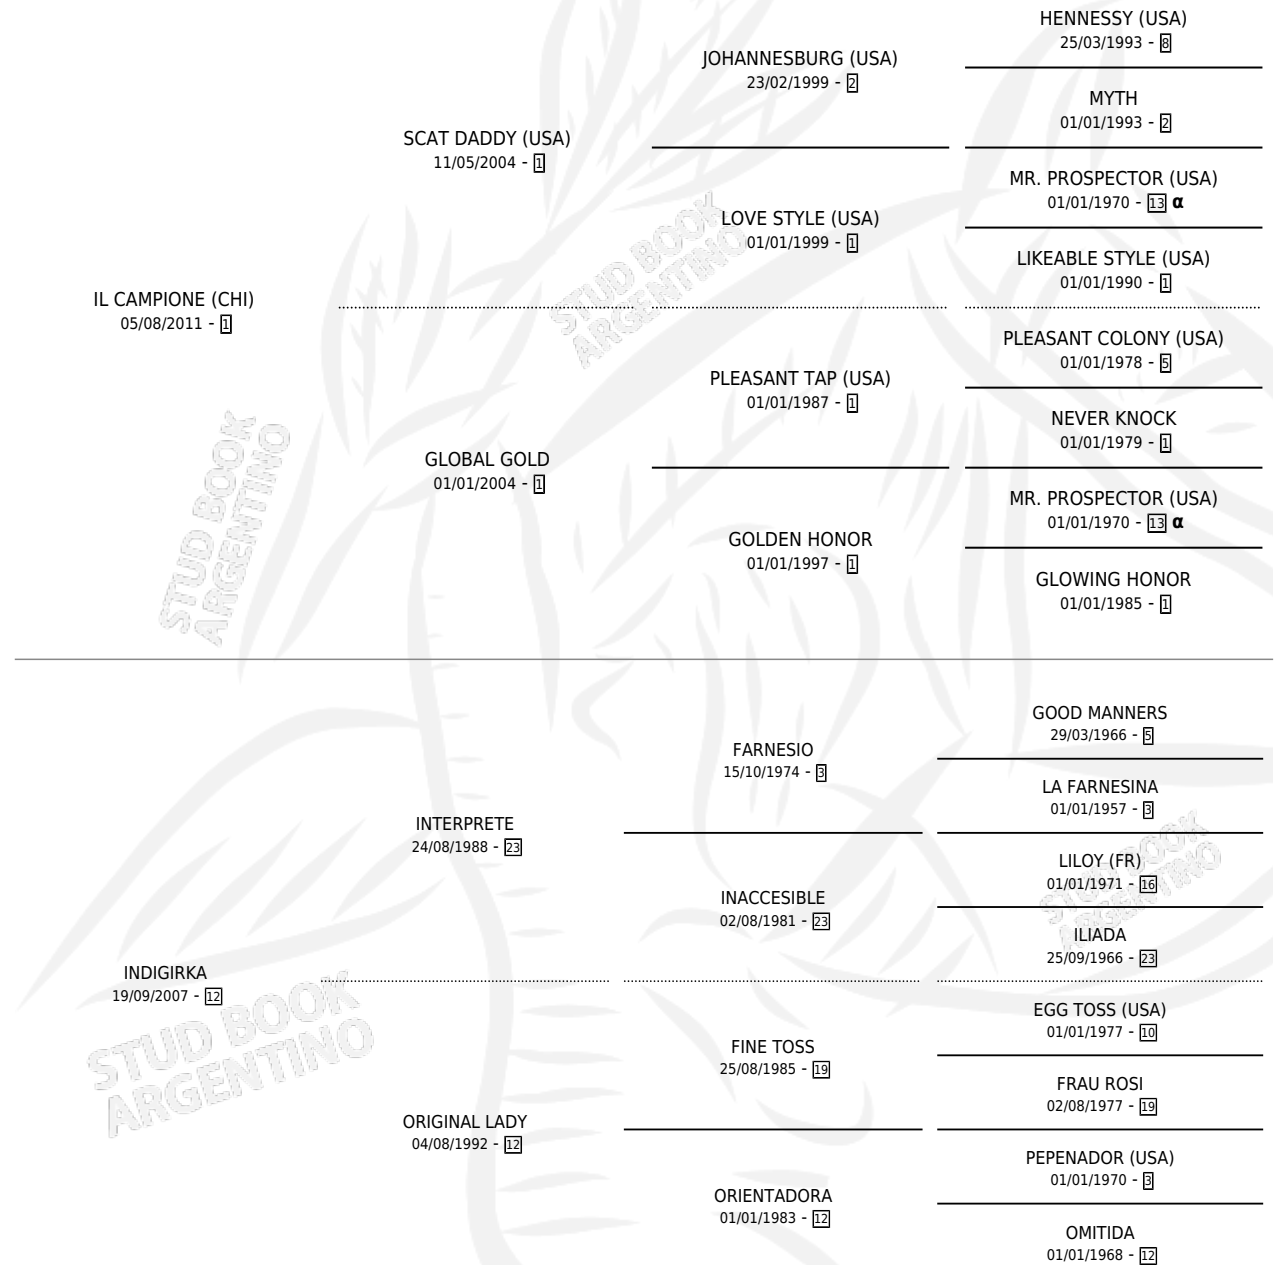 HENNESSY (USA)
25/03/1993 - 8
JOHANNESBURG (USA)
23/02/1999 - 2
MYTH
01/01/1993 - 2
SCAT DADDY (USA)
11/05/2004 - 1
MR. PROSPECTOR (USA)
01/01/1970 - 13 α
LOVE STYLE (USA)
01/01/1999 - 1
LIKEABLE STYLE (USA)
01/01/1990 - 1
IL CAMPIONE (CHI)
05/08/2011 - 1
PLEASANT COLONY (USA)
01/01/1978 - 5
PLEASANT TAP (USA)
01/01/1987 - 1
NEVER KNOCK
01/01/1979 - 1
GLOBAL GOLD
01/01/2004 - 1
MR. PROSPECTOR (USA)
01/01/1970 - 13 α
GOLDEN HONOR
01/01/1997 - 1
GLOWING HONOR
01/01/1985 - 1
GOOD MANNERS
29/03/1966 - 5
FARNESIO
15/10/1974 - 3
LA FARNESINA
01/01/1957 - 3
INTERPRETE
24/08/1988 - 23
LILOY (FR)
01/01/1971 - 16
INACCESIBLE
02/08/1981 - 23
ILIADA
25/09/1966 - 23
INDIGIRKA
19/09/2007 - 12
EGG TOSS (USA)
01/01/1977 - 10
FINE TOSS
25/08/1985 - 19
FRAU ROSI
02/08/1977 - 19
ORIGINAL LADY
04/08/1992 - 12
PEPENADOR (USA)
01/01/1970 - 3
ORIENTADORA
01/01/1983 - 12
OMITIDA
01/01/1968 - 12
STUD BOOK
ARGENTINO
STUD BOOK
ARGENTINO
STUD BOOK
ARGENTINO
STUD BOOK
ARGENTINO